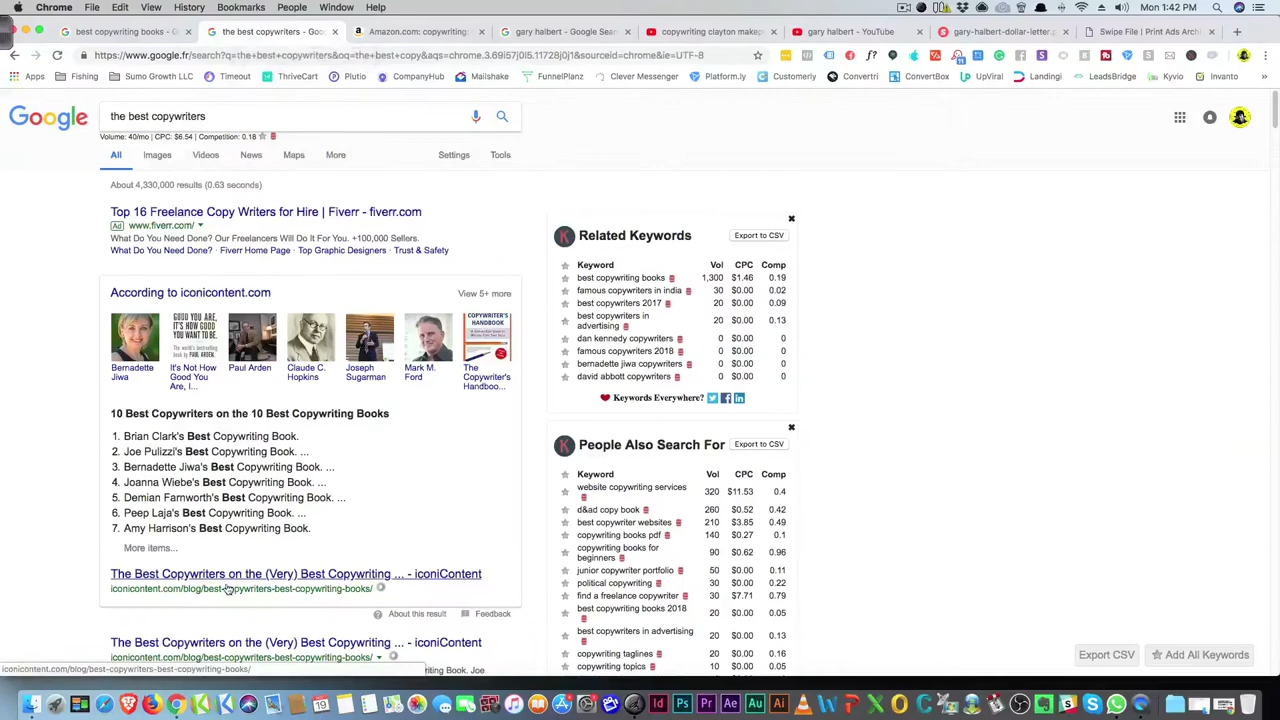 Chrome File Edit View History Bookmarks People Window Help
Mon 1:42 PM
best copywriting books - G
the best copywriters - Google
Amazon.com: copywriting:
gary halbert - Google Sear
copywriting clayton makep
gary halbert - YouTube
gary-halbert-dollar-letter.p
Swipe File | Print Ads Archi
https://www.google.fr/search?q=the+best+copywriters&oq=the+best+copy&aqs=chrome.3.69i57j0l5.11728j0j1&sourceid=chrome&ie=UTF-8
Apps Fishing Sumo Growth LLC Timeout ThriveCart Plutio CompanyHub Mailshake FunnelPlanz Clever Messenger Platform.ly Customerly Convertri ConvertBox UpViral Landingi LeadsBridge Kyvio Invanto
Google
the best copywriters
Volume: 40/mo | CPC: $6.54 | Competition: 0.18
All Images Videos News Maps More Settings Tools
About 4,330,000 results (0.63 seconds)
Top 16 Freelance Copy Writers for Hire | Fiverr - fiverr.com
Ad www.fiverr.com/
What Do You Need Done? Our Freelancers Will Do It For You. +100,000 Sellers.
What Do You Need Done? · Fiverr Home Page · Top Graphic Designers · Trust & Safety
According to iconicontent.com
View 5+ more
GOOD YOU ARE, IT'S HOW GOOD YOU WANT TO BE.
COPYWRITER'S HANDBOOK
Bernadette Jiwa
It's Not How Good You Are, I...
Paul Arden
Claude C. Hopkins
Joseph Sugarman
Mark M. Ford
The Copywriter's Handboo...
10 Best Copywriters on the 10 Best Copywriting Books
1. Brian Clark's Best Copywriting Book.
2. Joe Pulizzi's Best Copywriting Book. ...
3. Bernadette Jiwa's Best Copywriting Book. ...
4. Joanna Wiebe's Best Copywriting Book. ...
5. Demian Farnworth's Best Copywriting Book. ...
6. Peep Laja's Best Copywriting Book. ...
7. Amy Harrison's Best Copywriting Book.
More items...
The Best Copywriters on the (Very) Best Copywriting ... - iconiContent
iconicontent.com/blog/best-copywriters-best-copywriting-books/
About this result Feedback
The Best Copywriters on the (Very) Best Copywriting ... - iconiContent
iconicontent.com/blog/best-copywriters-best-copywriting-books/
iconicontent.com/blog/best-copywriters-best-copywriting-books/
Copywriting Book. Joe
Related Keywords
Export to CSV
Keyword Vol CPC Comp
best copywriting books 1,300 $1.46 0.19
famous copywriters in india 30 $0.00 0.02
best copywriters 2017 20 $0.00 0.09
best copywriters in advertising 20 $0.00 0.13
dan kennedy copywriters 0 $0.00 0
famous copywriters 2018 0 $0.00 0
bernadette jiwa copywriters 0 $0.00 0
david abbott copywriters 0 $0.00 0
Keywords Everywhere?
People Also Search For
Export to CSV
Keyword Vol CPC Comp
website copywriting services 320 $11.53 0.4
d&ad copy book 260 $0.52 0.42
best copywriter websites 210 $3.85 0.49
copywriting books pdf 140 $0.27 0.1
copywriting books for beginners 90 $0.62 0.96
junior copywriter portfolio 50 $0.00 0.11
political copywriting 30 $0.00 0.22
find a freelance copywriter 30 $7.71 0.79
best copywriting books 2018 20 $0.00 0.05
best copywriters in advertising 20 $0.00 0.13
copywriting taglines 20 $0.00 0.16
copywriting topics 10 $0.00 0.05
Export CSV Add All Keywords